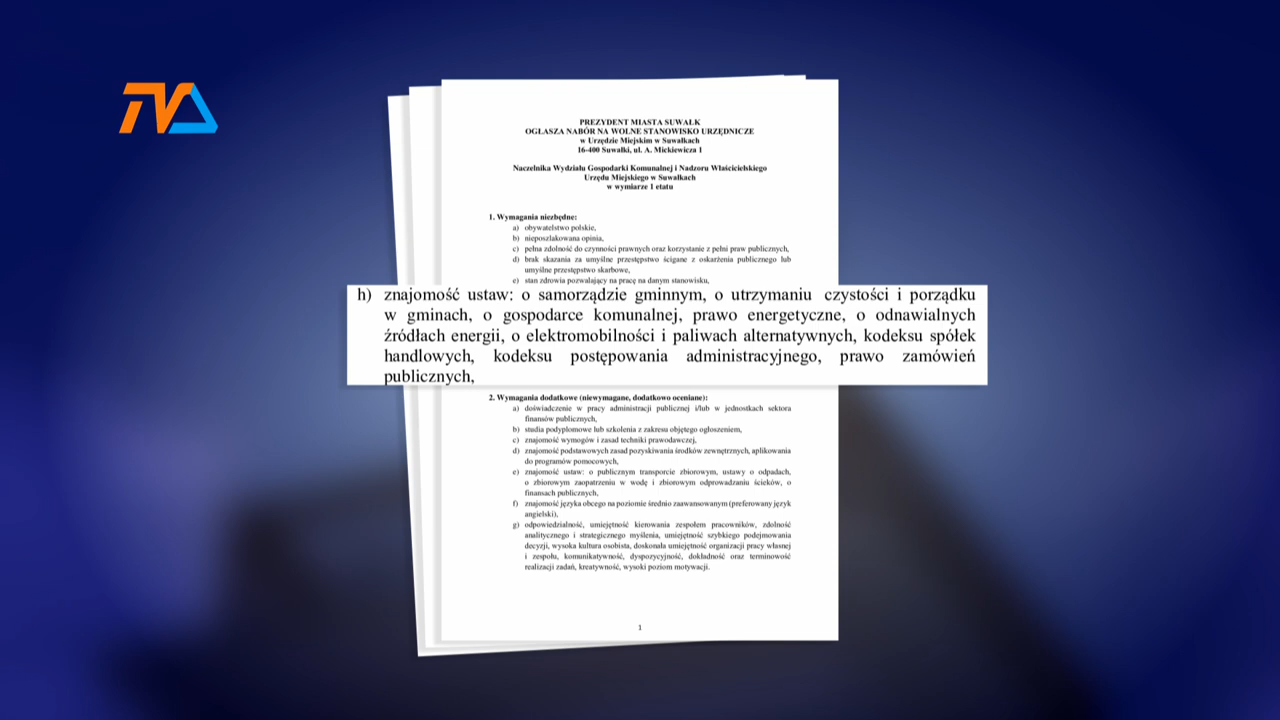 TVA
PREZYDENT MIASTA SUWAŁK
OGŁASZA NABÓR NA WOLNE STANOWISKO URZĘDNICZE
w Urzędzie Miejskim w Suwałkach
16-400 Suwałki, ul. A. Mickiewicza 1
Naczelnika Wydziału Gospodarki Komunalnej i Nadzoru Właścicielskiego
Urzędu Miejskiego w Suwałkach
w wymiarze 1 etatu
1. Wymagania niezbędne:
a) obywatelstwo polskie,
b) nieposzlakowana opinia,
c) pełna zdolność do czynności prawnych oraz korzystanie z pełni praw publicznych,
d) brak skazania za umyślne przestępstwo ścigane z oskarżenia publicznego lub
umyślne przestępstwo skarbowe,
e) stan zdrowia pozwalający na pracę na danym stanowisku,
h) znajomość ustaw: o samorządzie gminnym, o utrzymaniu czystości i porządku
w gminach, o gospodarce komunalnej, prawo energetyczne, o odnawialnych
źródłach energii, o elektromobilności i paliwach alternatywnych, kodeksu spółek
handlowych, kodeksu postępowania administracyjnego, prawo zamówień
publicznych,
2. Wymagania dodatkowe (niewymagane, dodatkowo oceniane):
a) doświadczenie w pracy administracji publicznej i/lub w jednostkach sektora
finansów publicznych,
b) studia podyplomowe lub szkolenia z zakresu objętego ogłoszeniem,
c) znajomość wymogów i zasad techniki prawodawczej,
d) znajomość podstawowych zasad pozyskiwania środków zewnętrznych, aplikowania
do programów pomocowych,
e) znajomość ustaw: o publicznym transporcie zbiorowym, ustawy o odpadach,
o zbiorowym zaopatrzeniu w wodę i zbiorowym odprowadzaniu ścieków, o
finansach publicznych,
f) znajomość języka obcego na poziomie średnio zaawansowanym (preferowany język
angielski),
g) odpowiedzialność, umiejętność kierowania zespołem pracowników, zdolność
analitycznego i strategicznego myślenia, umiejętność szybkiego podejmowania
decyzji, wysoka kultura osobista, doskonała umiejętność organizacji pracy własnej
i zespołu, komunikatywność, dyspozycyjność, dokładność oraz terminowość
realizacji zadań, kreatywność, wysoki poziom motywacji.
1